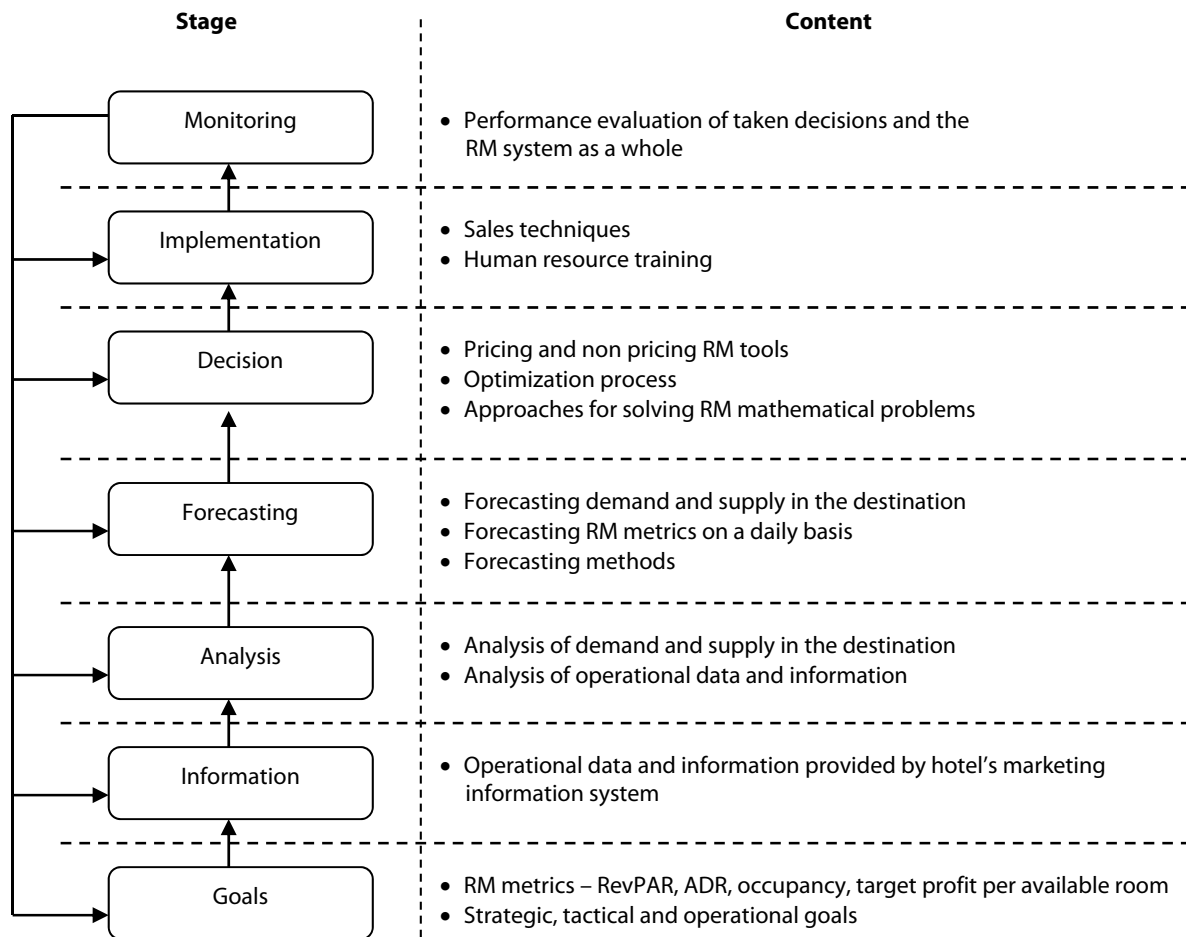 Stage
Content
Monitoring
• Performance evaluation of taken decisions and the
RM system as a whole
Implementation
• Sales techniques
• Human resource training
Decision
• Pricing and non pricing RM tools
• Optimization process
• Approaches for solving RM mathematical problems
Forecasting
• Forecasting demand and supply in the destination
• Forecasting RM metrics on a daily basis
• Forecasting methods
Analysis
• Analysis of demand and supply in the destination
• Analysis of operational data and information
Information
• Operational data and information provided by hotel’s marketing
information system
Goals
• RM metrics – RevPAR, ADR, occupancy, target profit per available room
• Strategic, tactical and operational goals